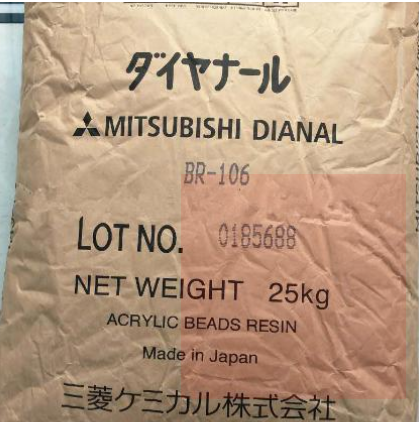 ダイヤナール
MITSUBISHI DIANAL
BR-106
LOT NO. 0185688
NET WEIGHT 25kg
ACRYLIC BEADS RESIN
Made in Japan
三菱ケミカル株式会社